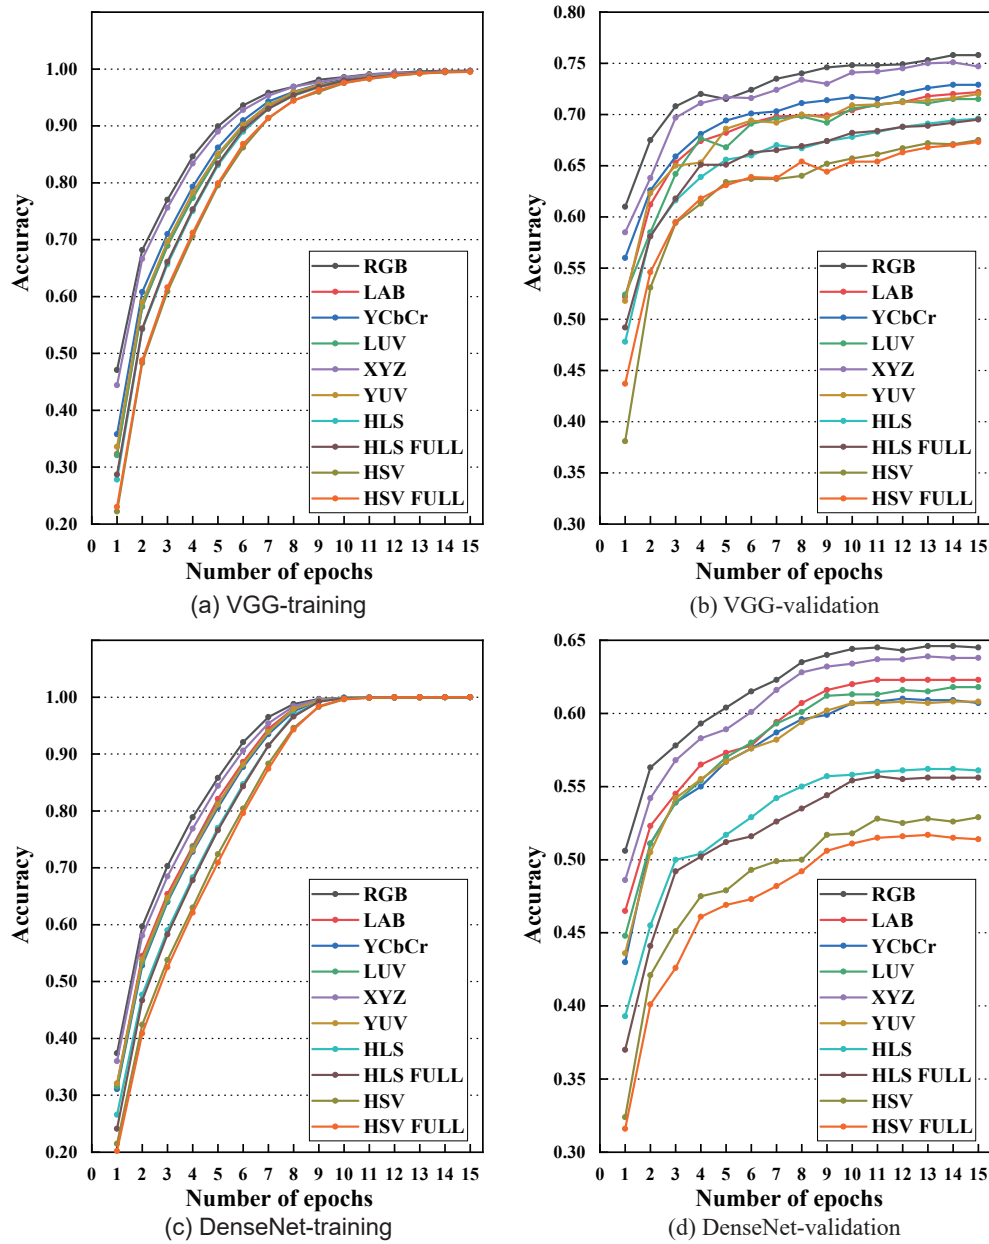 1.00
0.90
0.80
0.70
0.60
0.50
0.40
0.30
0.20
Accuracy
RGB
LAB
YCbCr
LUV
XYZ
YUV
HLS
HLS FULL
HSV
HSV FULL
0 1 2 3 4 5 6 7 8 9 10 11 12 13 14 15
Number of epochs
(a) VGG-training
0.80
0.75
0.70
0.65
0.60
0.55
0.50
0.45
0.40
0.35
0.30
Accuracy
RGB
LAB
YCbCr
LUV
XYZ
YUV
HLS
HLS FULL
HSV
HSV FULL
0 1 2 3 4 5 6 7 8 9 10 11 12 13 14 15
Number of epochs
(b) VGG-validation
1.00
0.90
0.80
0.70
0.60
0.50
0.40
0.30
0.20
Accuracy
RGB
LAB
YCbCr
LUV
XYZ
YUV
HLS
HLS FULL
HSV
HSV FULL
0 1 2 3 4 5 6 7 8 9 10 11 12 13 14 15
Number of epochs
(c) DenseNet-training
0.65
0.60
0.55
0.50
0.45
0.40
0.35
0.30
Accuracy
RGB
LAB
YCbCr
LUV
XYZ
YUV
HLS
HLS FULL
HSV
HSV FULL
0 1 2 3 4 5 6 7 8 9 10 11 12 13 14 15
Number of epochs
(d) DenseNet-validation